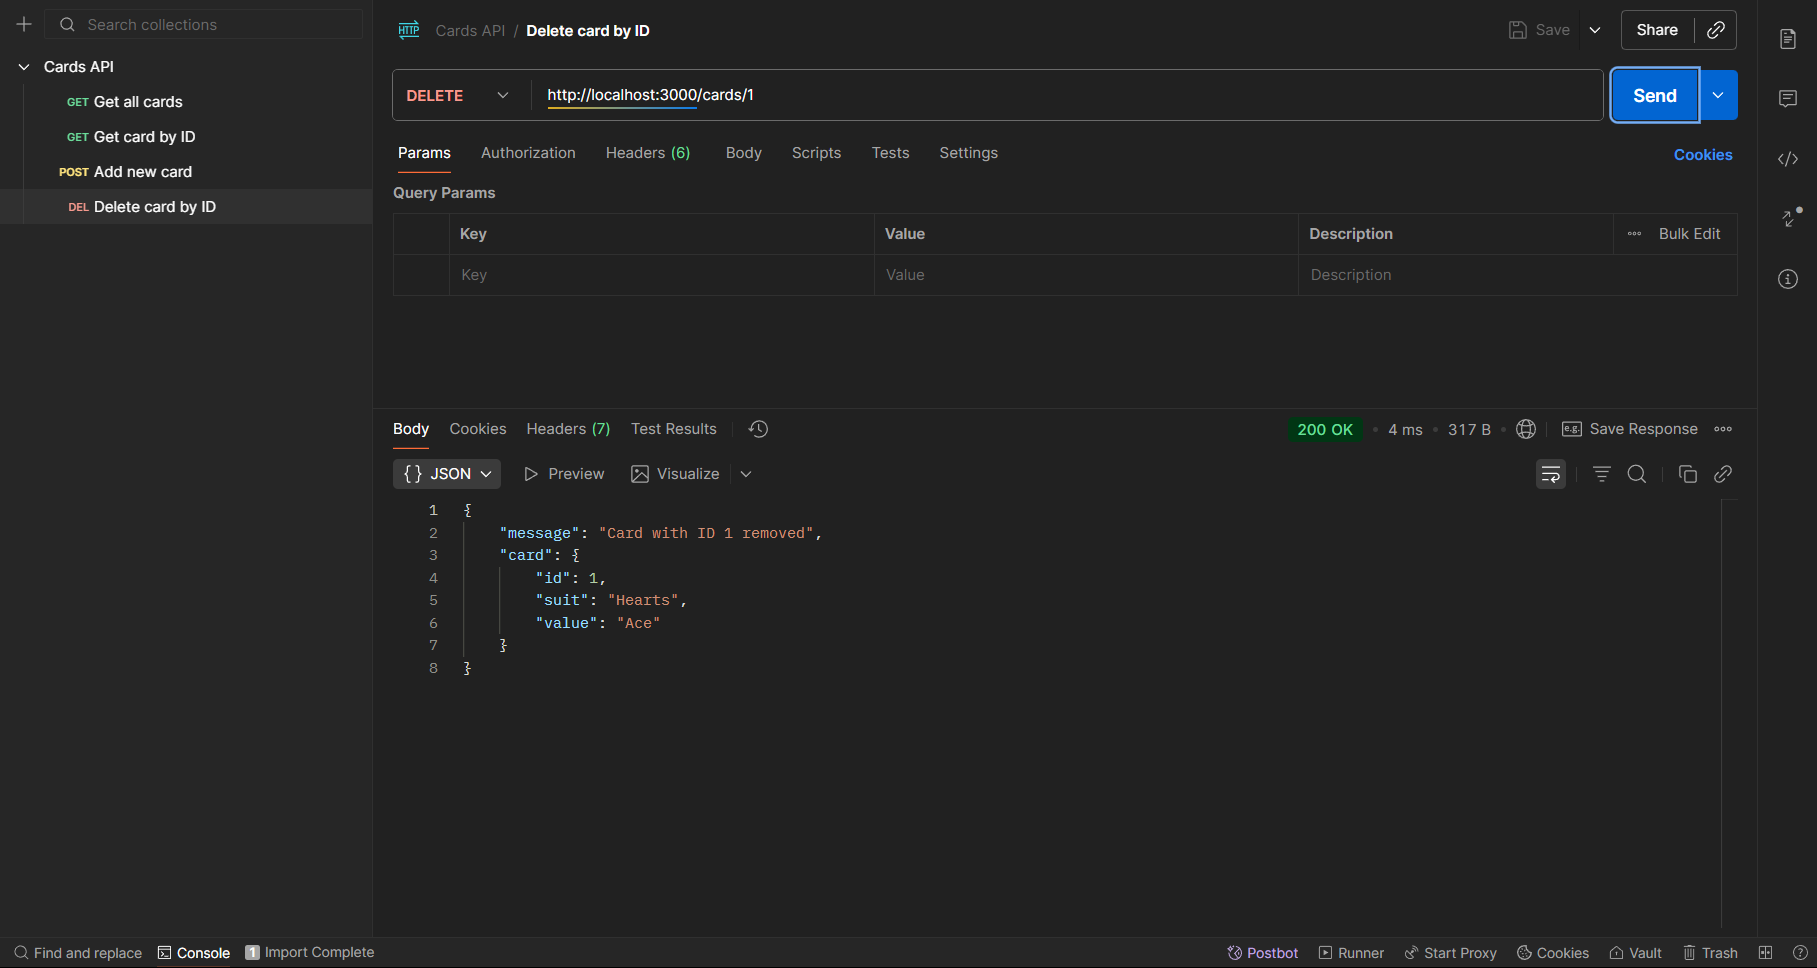 Search collections
Cards API
GET Get all cards
GET Get card by ID
POST Add new card
DEL Delete card by ID
HTTP Cards API / Delete card by ID
Save
Share
DELETE http://localhost:3000/cards/1
Send
Params Authorization Headers (6) Body Scripts Tests Settings
Cookies
Query Params
Key Value Description Bulk Edit
Key Value Description
Body Cookies Headers (7) Test Results
200 OK • 4 ms • 317 B • e.g. Save Response
{} JSON Preview Visualize
1 {
2 "message": "Card with ID 1 removed",
3 "card": {
4 "id": 1,
5 "suit": "Hearts",
6 "value": "Ace"
7 }
8 }
Find and replace Console 1 Import Complete
Postbot Runner Start Proxy Cookies Vault Trash